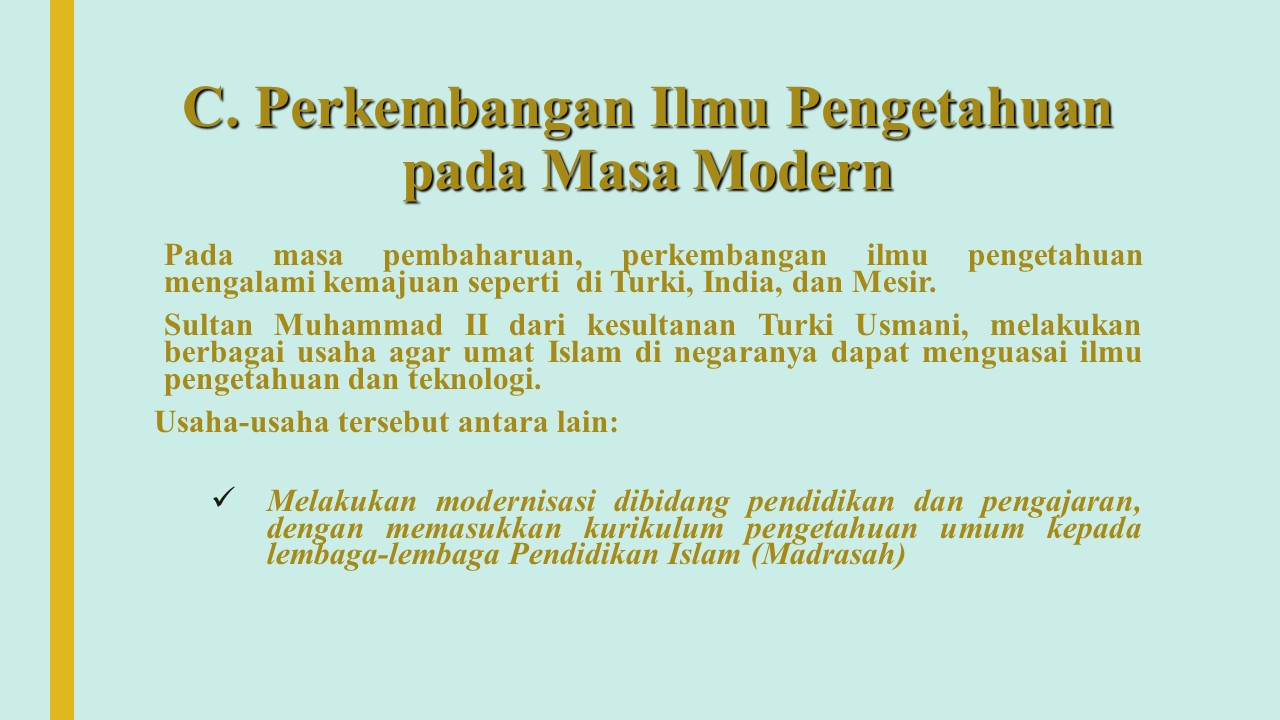 C. Perkembangan Ilmu Pengetahuan
pada Masa Modern
Pada masa pembaharuan, perkembangan ilmu pengetahuan
mengalami kemajuan seperti di Turki, India, dan Mesir.
Sultan Muhammad II dari kesultanan Turki Usmani, melakukan
berbagai usaha agar umat Islam di negaranya dapat menguasai ilmu
pengetahuan dan teknologi.
Usaha-usaha tersebut antara lain:
✓ Melakukan modernisasi dibidang pendidikan dan pengajaran,
dengan memasukkan kurikulum pengetahuan umum kepada
lembaga-lembaga Pendidikan Islam (Madrasah)